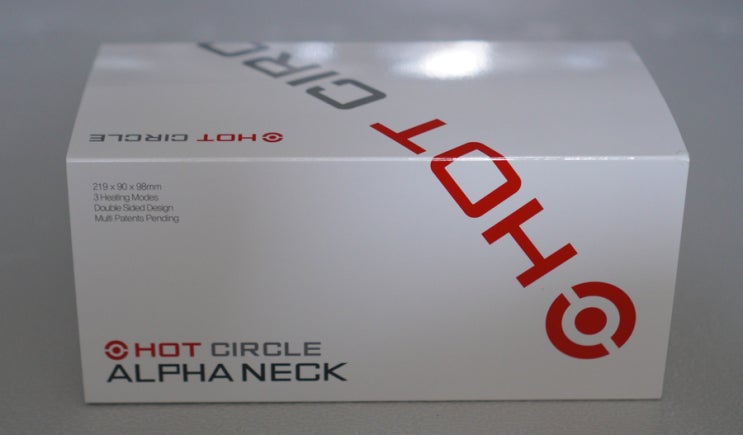 HOT CIRCLE
HOT CIRCLE
219 x 90 x 98mm
3 Heating Modes
Double Sided Design
Multi Patents Pending
HOT CIRCLE
ALPHA NECK